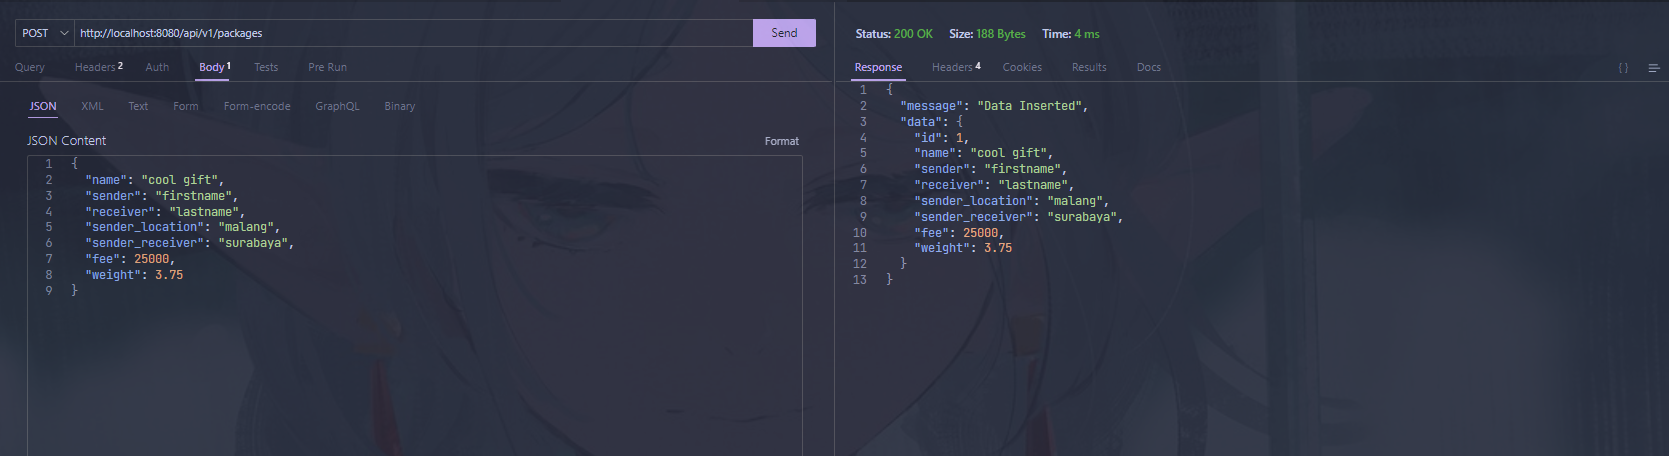 POST http://localhost:8080/api/v1/packages Send
Query Headers 2 Auth Body 1 Tests Pre Run
JSON XML Text Form Form-encode GraphQL Binary
JSON Content Format
1 {
2 "name": "cool gift",
3 "sender": "firstname",
4 "receiver": "lastname",
5 "sender_location": "malang",
6 "sender_receiver": "surabaya",
7 "fee": 25000,
8 "weight": 3.75
9 }
Status: 200 OK Size: 188 Bytes Time: 4 ms
Response Headers 4 Cookies Results Docs { }
1 {
2 "message": "Data Inserted",
3 "data": {
4 "id": 1,
5 "name": "cool gift",
6 "sender": "firstname",
7 "receiver": "lastname",
8 "sender_location": "malang",
9 "sender_receiver": "surabaya",
10 "fee": 25000,
11 "weight": 3.75
12 }
13 }